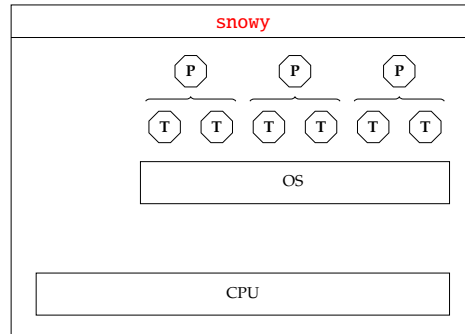 snowy
P P P
T T T T T T
OS
CPU